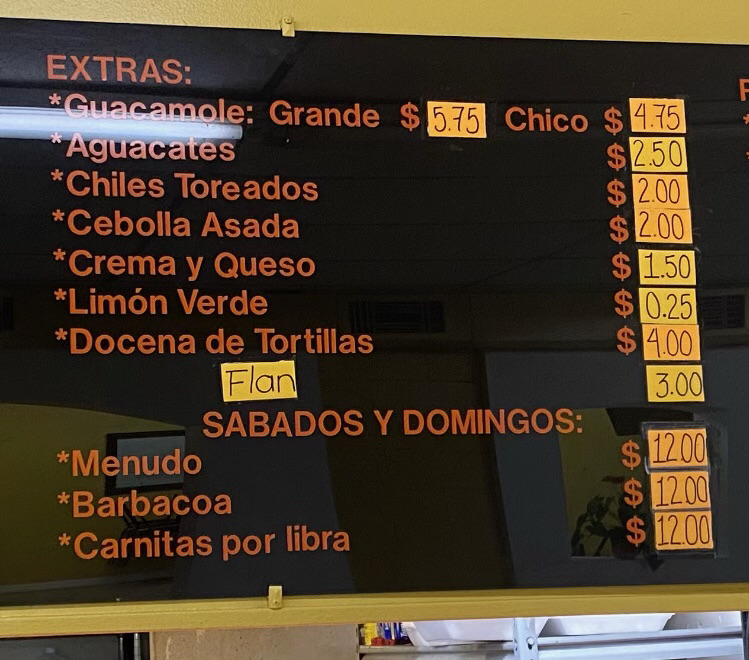 EXTRAS:
*Guacamole: Grande $ 5.75 Chico $ 4.75
*Aguacates $ 2.50
*Chiles Toreados $ 2.00
*Cebolla Asada $ 2.00
*Crema y Queso $ 1.50
*Limón Verde $ 0.25
*Docena de Tortillas $ 4.00
Flan 3.00
SABADOS Y DOMINGOS:
*Menudo $ 12.00
*Barbacoa $ 12.00
*Carnitas por libra $ 12.00